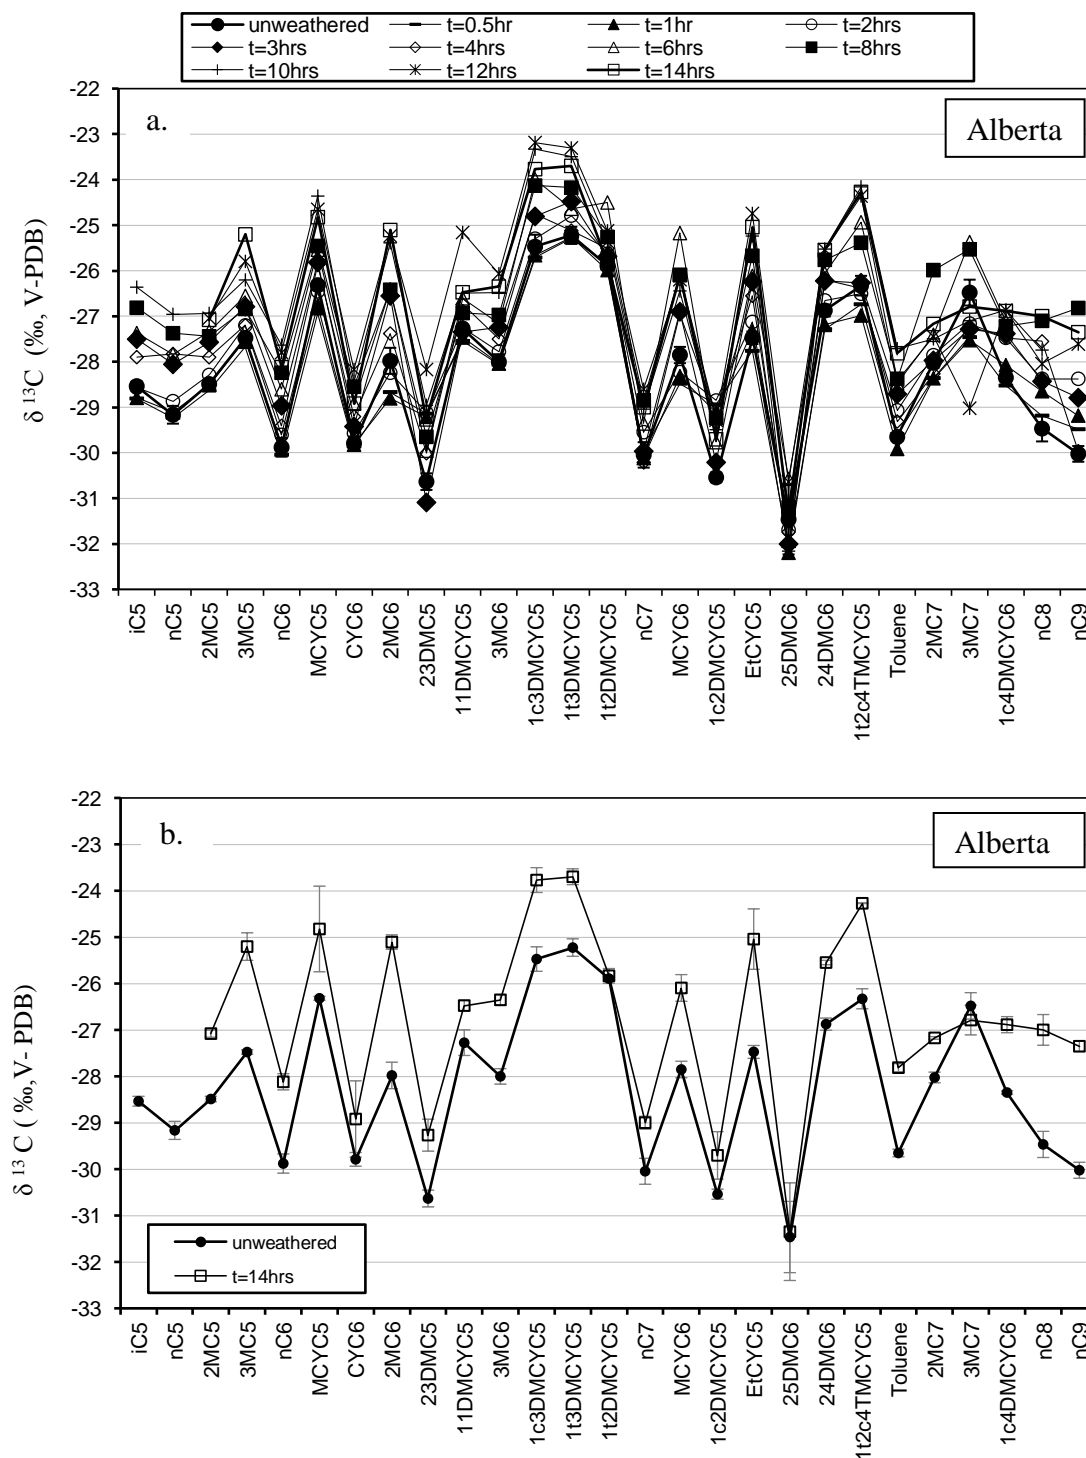 unweathered t=0.5hr t=1hr t=2hrs
t=3hrs t=4hrs t=6hrs t=8hrs
t=10hrs t=12hrs t=14hrs
a.
Alberta
δ 13C (‰, V-PDB)
-22
-23
-24
-25
-26
-27
-28
-29
-30
-31
-32
-33
iC5
nC5
2MC5
3MC5
nC6
MCYC5
CYC6
2MC6
23DMC5
11DMCYC5
3MC6
1c3DMCYC5
1t3DMCYC5
1t2DMCYC5
nC7
MCYC6
1c2DMCYC5
EtCYC5
25DMC6
24DMC6
1t2c4TMCYC5
Toluene
2MC7
3MC7
1c4DMCYC6
nC8
nC9
b.
Alberta
δ 13 C ( ‰, V- PDB)
-22
-23
-24
-25
-26
-27
-28
-29
-30
-31
-32
-33
unweathered
t=14hrs
iC5
nC5
2MC5
3MC5
nC6
MCYC5
CYC6
2MC6
23DMC5
11DMCYC5
3MC6
1c3DMCYC5
1t3DMCYC5
1t2DMCYC5
nC7
MCYC6
1c2DMCYC5
EtCYC5
25DMC6
24DMC6
1t2c4TMCYC5
Toluene
2MC7
3MC7
1c4DMCYC6
nC8
nC9